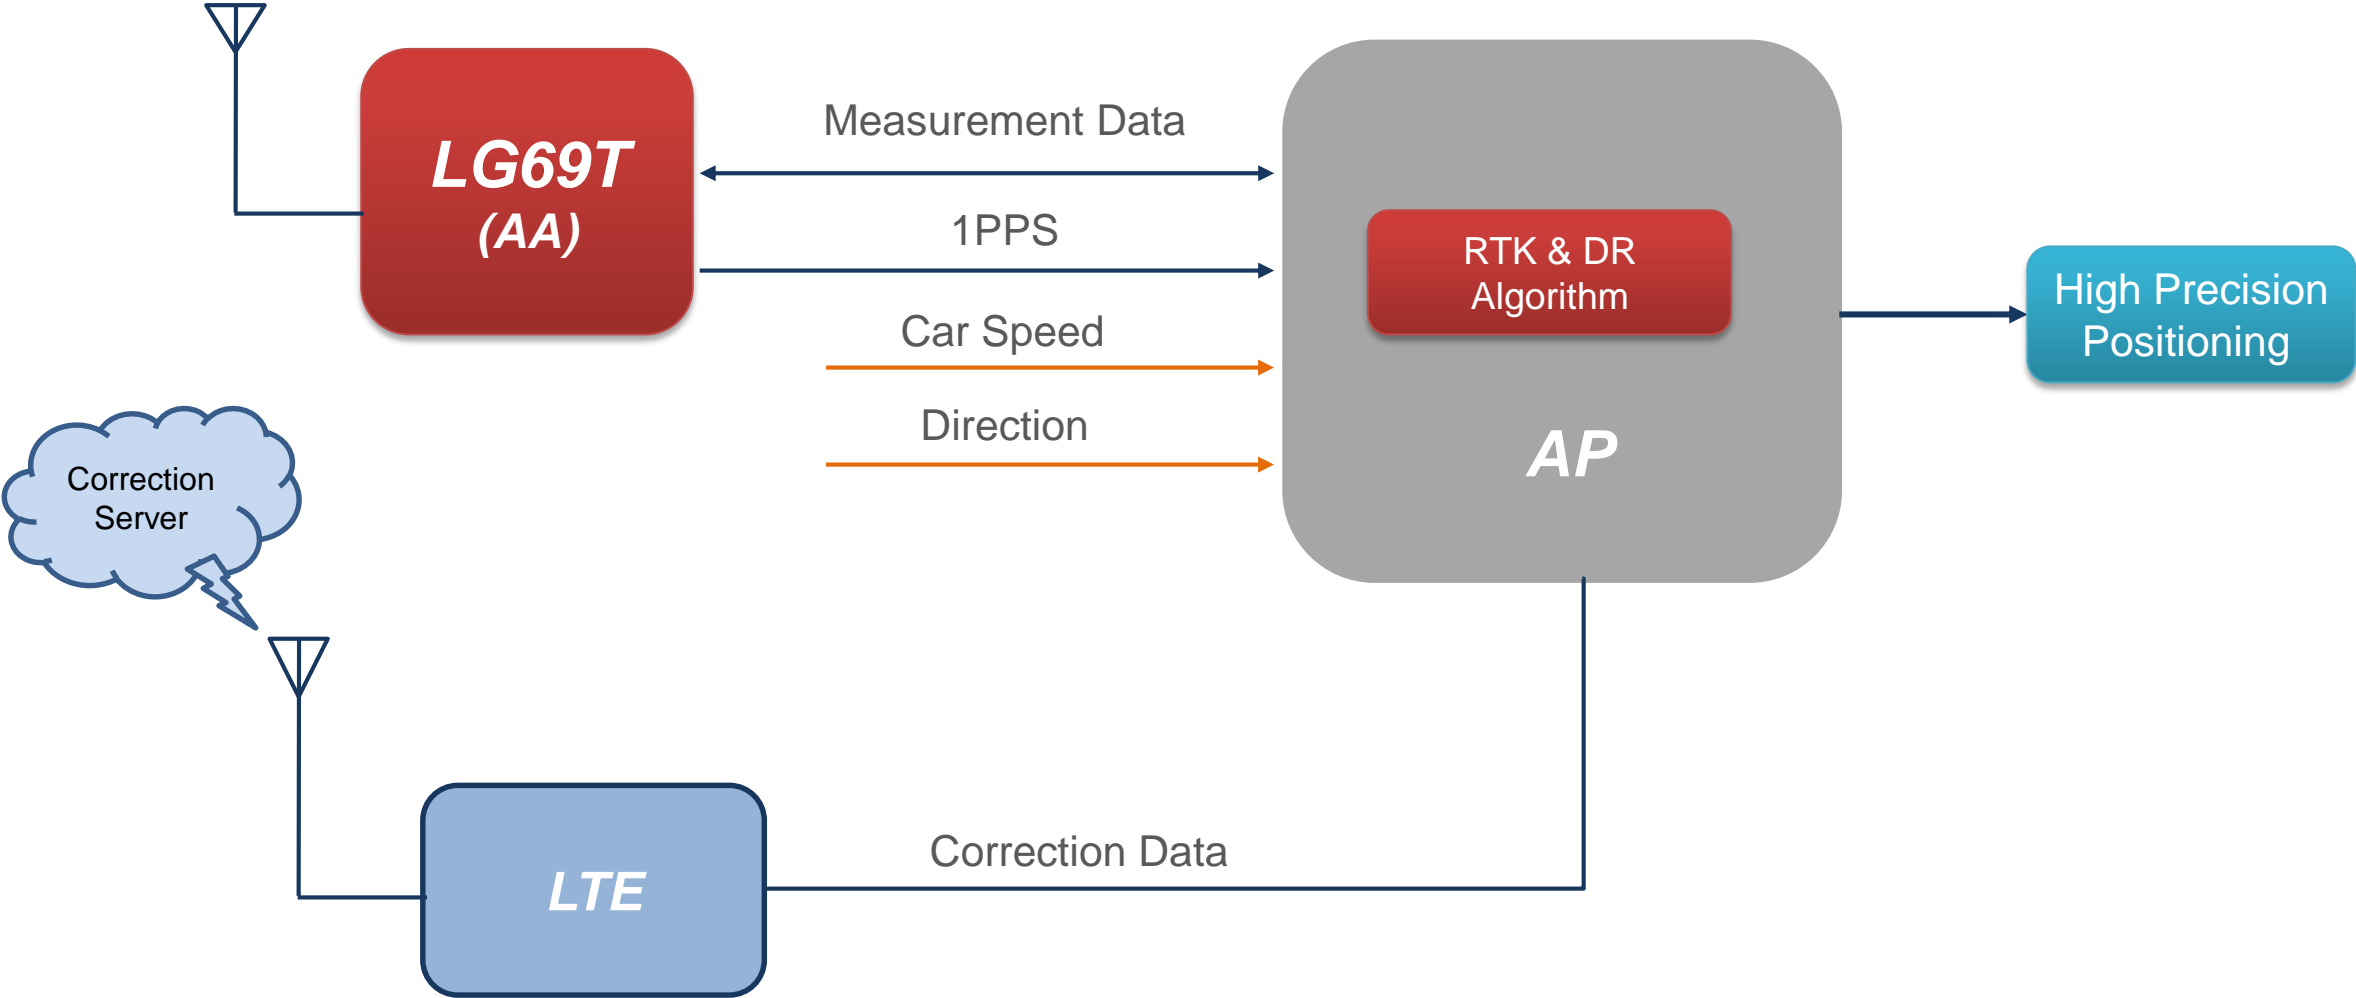 LG69T
(AA)
Measurement Data
1PPS
Car Speed
Direction
RTK & DR
Algorithm
AP
High Precision
Positioning
Correction
Server
LTE
Correction Data